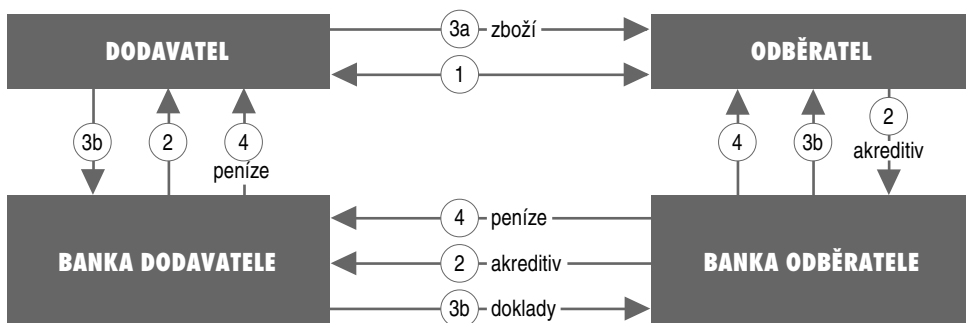 DODAVATEL
3a zboží
1
ODBĚRATEL
3b
2
4
peníze
4
3b
2
akreditiv
BANKA DODAVATELE
4 peníze
2 akreditiv
3b doklady
BANKA ODBĚRATELE